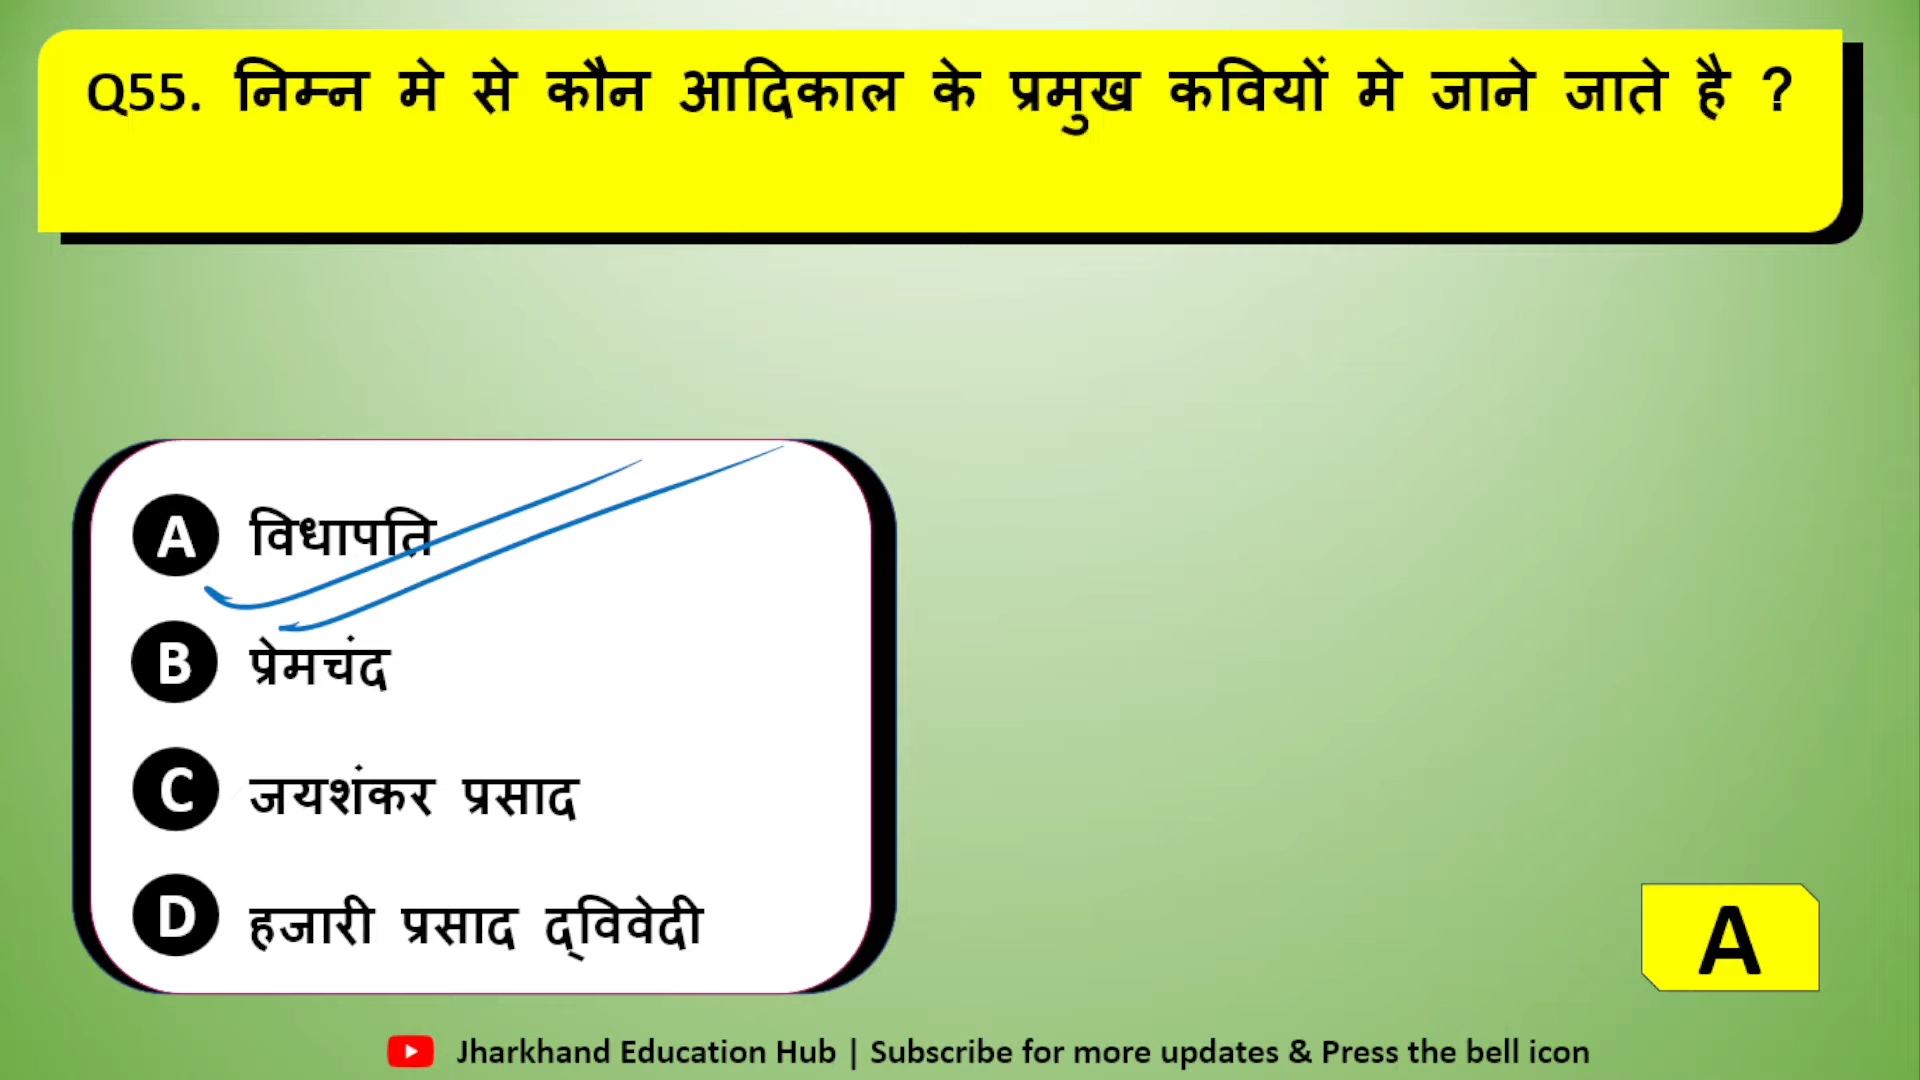 Q55. निम्न मे से कौन आदिकाल के प्रमुख कवियों मे जाने जाते है ?
A विधापति
B प्रेमचंद
C जयशंकर प्रसाद
D हजारी प्रसाद द्‌विवेदी
A
Jharkhand Education Hub | Subscribe for more updates & Press the bell icon